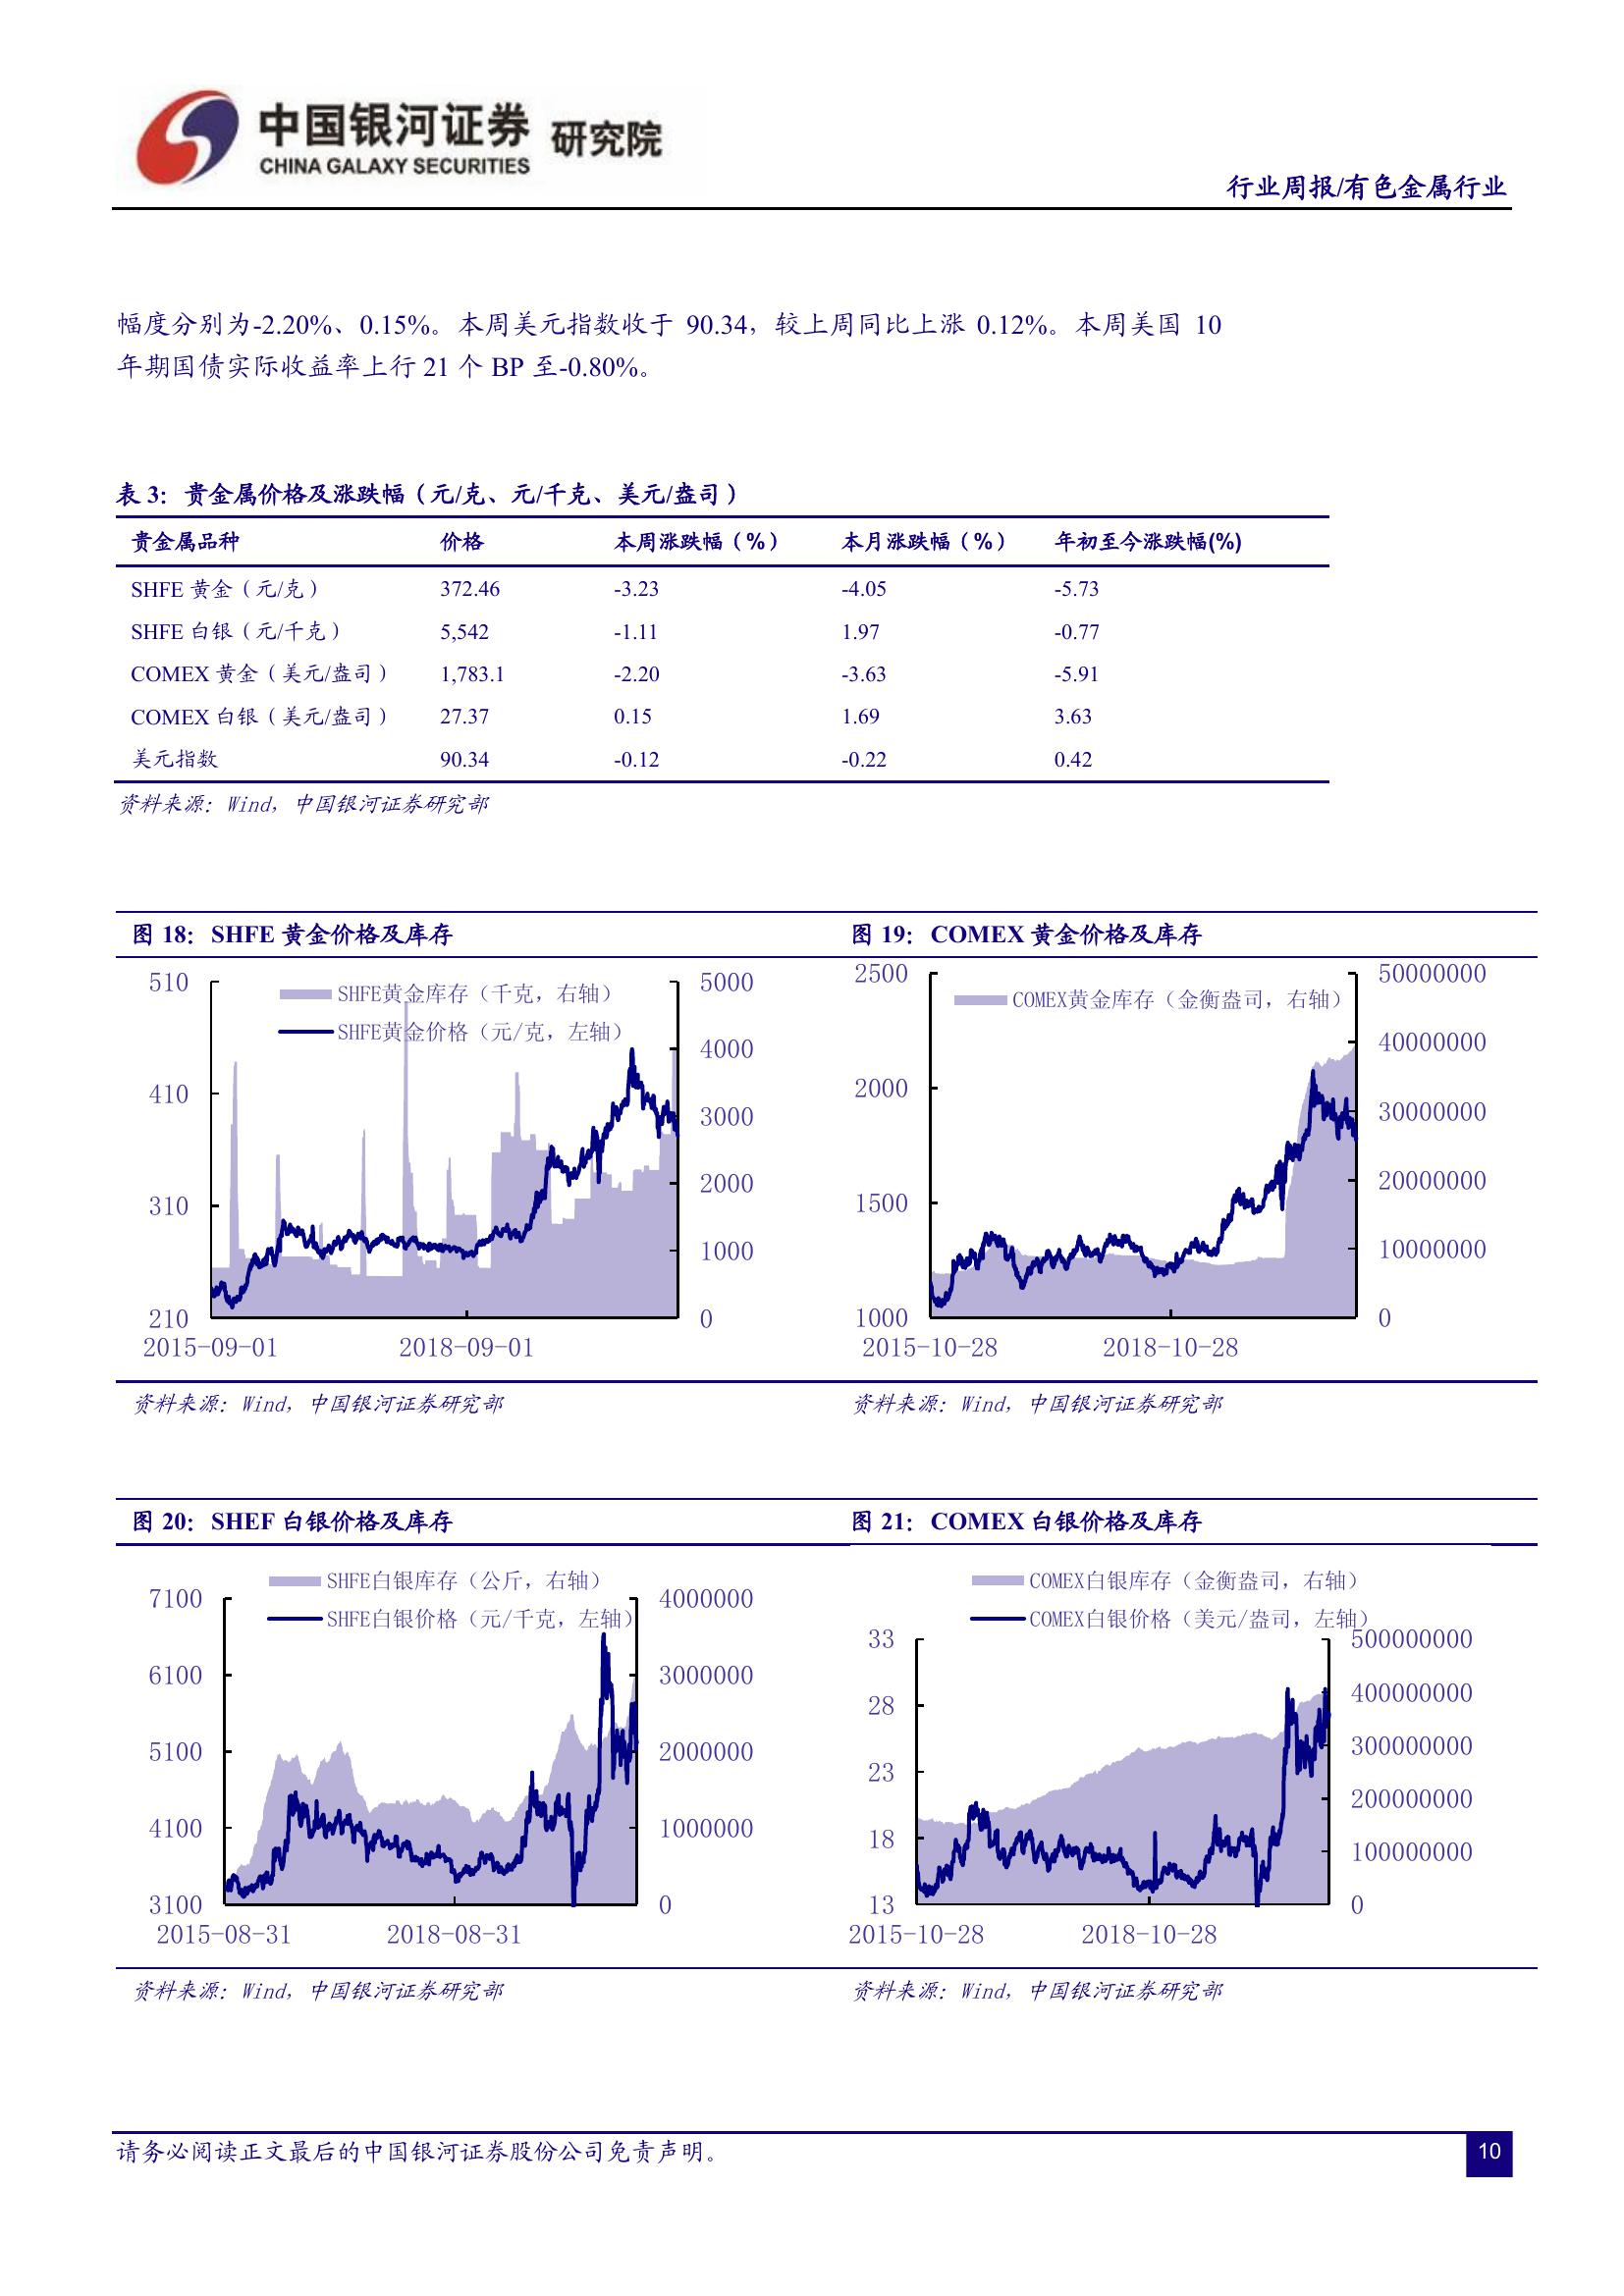 中国银河证券 研究院
CHINA GALAXY SECURITIES
行业周报/有色金属行业
幅度分别为-2.20%、0.15%。本周美元指数收于 90.34，较上周同比上涨 0.12%。本周美国 10
年期国债实际收益率上行 21 个 BP 至-0.80%。
表 3：贵金属价格及涨跌幅（元/克、元/千克、美元/盎司）
贵金属品种 价格 本周涨跌幅（%） 本月涨跌幅（%） 年初至今涨跌幅(%)
SHFE 黄金（元/克） 372.46 -3.23 -4.05 -5.73
SHFE 白银（元/千克） 5,542 -1.11 1.97 -0.77
COMEX 黄金（美元/盎司） 1,783.1 -2.20 -3.63 -5.91
COMEX 白银（美元/盎司） 27.37 0.15 1.69 3.63
美元指数 90.34 -0.12 -0.22 0.42
资料来源：Wind，中国银河证券研究部
图 18：SHFE 黄金价格及库存
SHFE黄金库存（千克，右轴）
SHFE黄金价格（元/克，左轴）
510
410
310
210
5000
4000
3000
2000
1000
0
2015-09-01 2018-09-01
资料来源：Wind，中国银河证券研究部
图 19：COMEX 黄金价格及库存
COMEX黄金库存（金衡盎司，右轴）
2500
2000
1500
1000
50000000
40000000
30000000
20000000
10000000
0
2015-10-28 2018-10-28
资料来源：Wind，中国银河证券研究部
图 20：SHEF 白银价格及库存
SHFE白银库存（公斤，右轴）
SHFE白银价格（元/千克，左轴）
7100
6100
5100
4100
3100
4000000
3000000
2000000
1000000
0
2015-08-31 2018-08-31
资料来源：Wind，中国银河证券研究部
图 21：COMEX 白银价格及库存
COMEX白银库存（金衡盎司，右轴）
COMEX白银价格（美元/盎司，左轴）
33
28
23
18
13
500000000
400000000
300000000
200000000
100000000
0
2015-10-28 2018-10-28
资料来源：Wind，中国银河证券研究部
请务必阅读正文最后的中国银河证券股份公司免责声明。
10